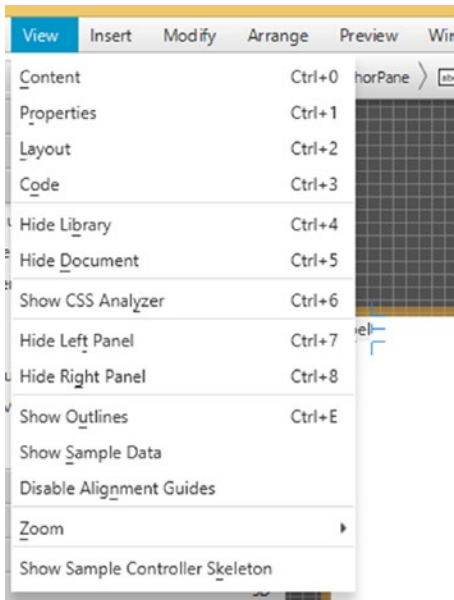 View Insert Modify Arrange Preview
Content Ctrl+0
Properties Ctrl+1
Layout Ctrl+2
Code Ctrl+3
Hide Library Ctrl+4
Hide Document Ctrl+5
Show CSS Analyzer Ctrl+6
Hide Left Panel Ctrl+7
Hide Right Panel Ctrl+8
Show Outlines Ctrl+E
Show Sample Data
Disable Alignment Guides
Zoom
Show Sample Controller Skeleton